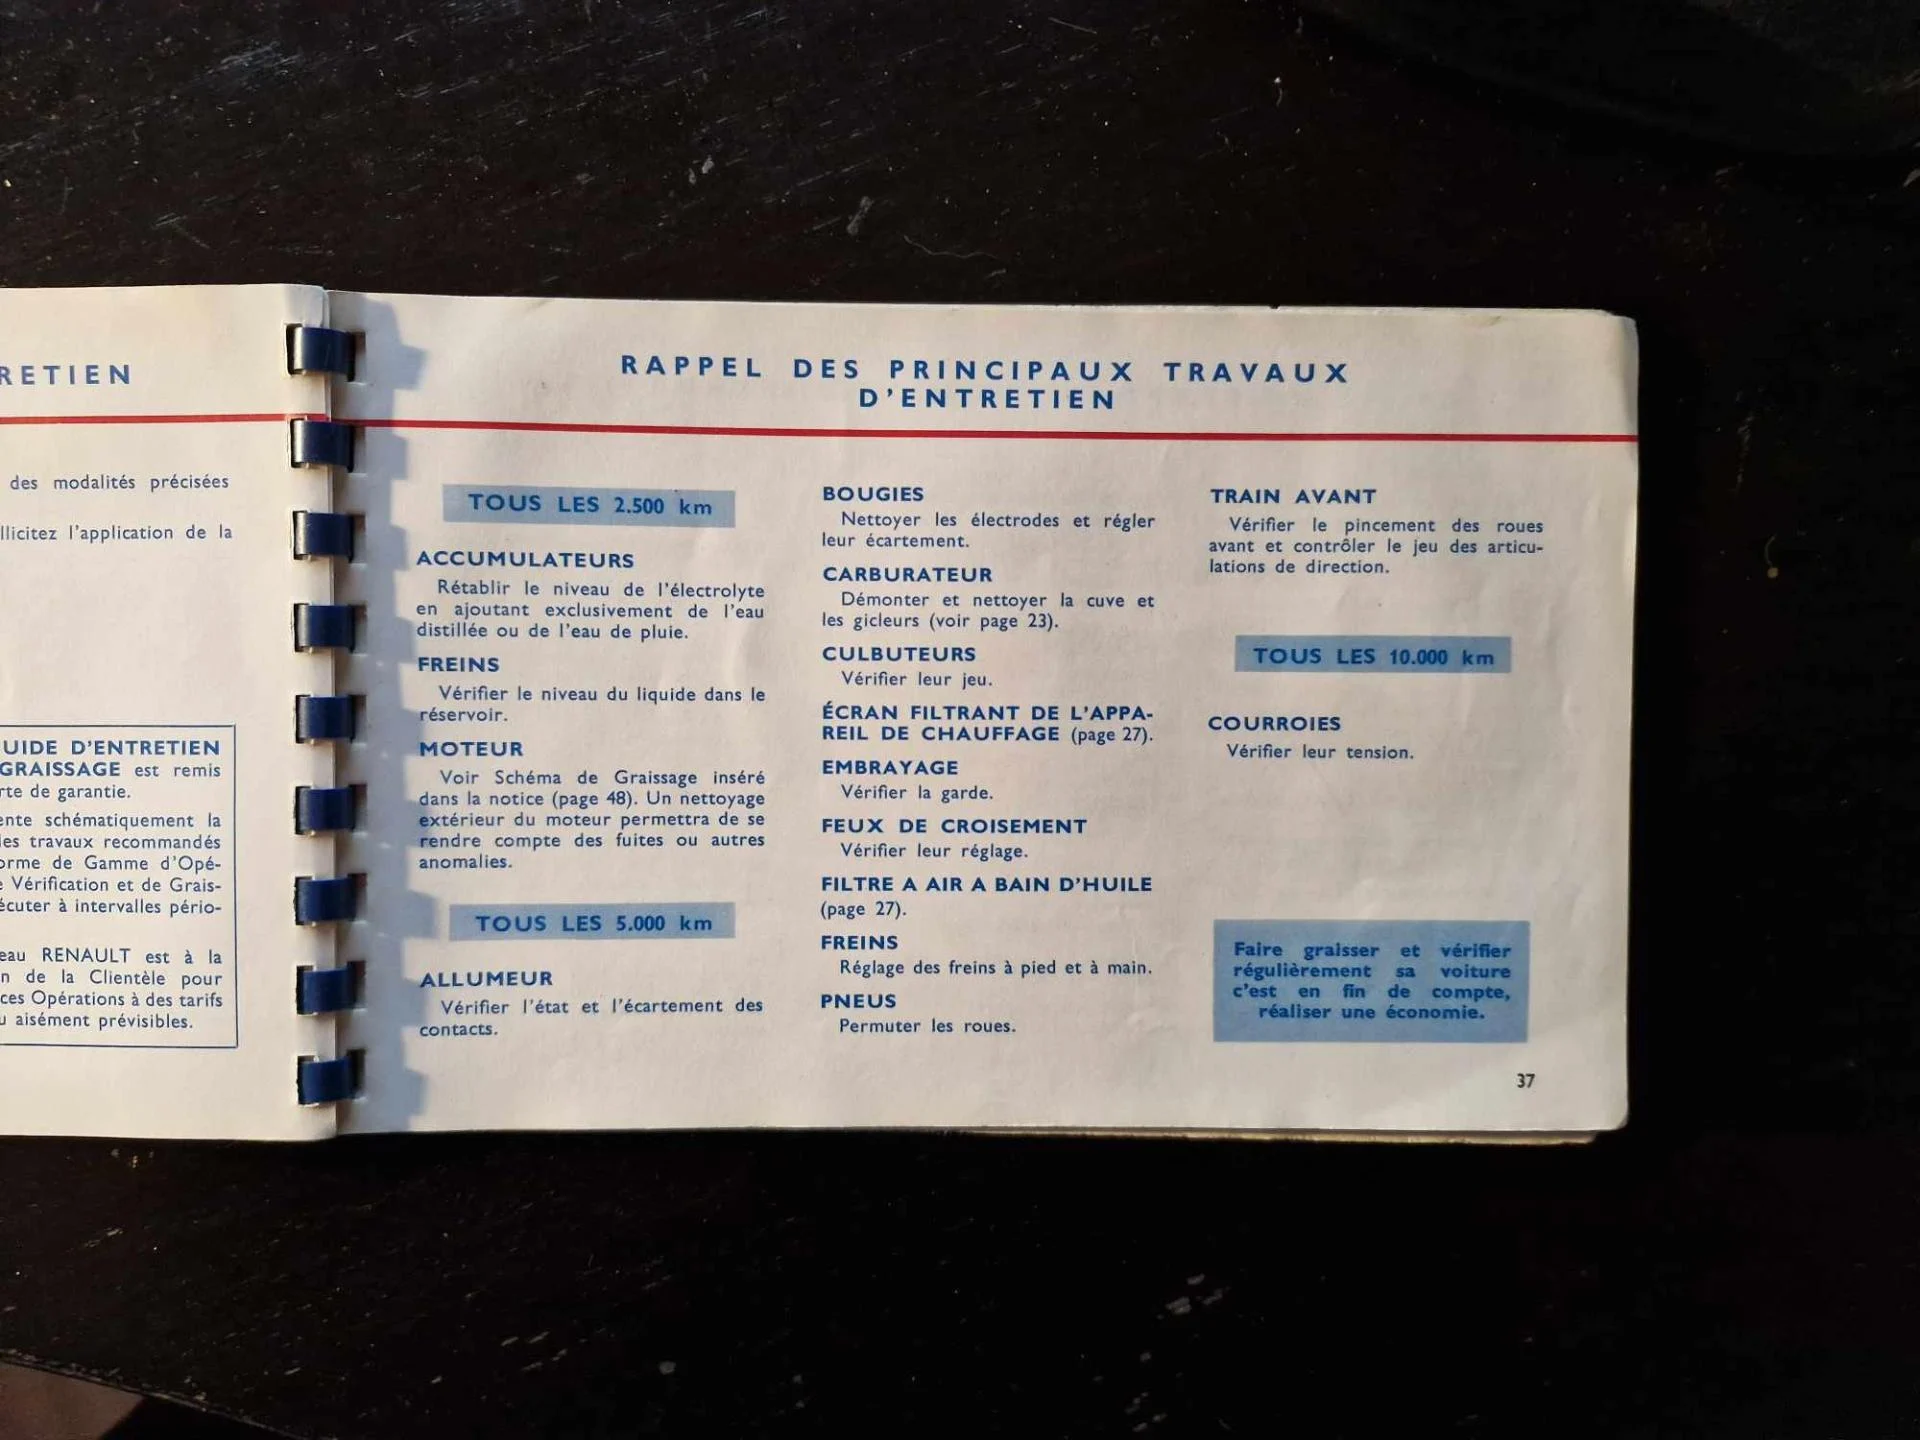 RETIEN
des modalités précisées
llicitez l'application de la
UIDE D'ENTRETIEN
GRAISSAGE est remis
rte de garantie.
ente schématiquement la
les travaux recommandés
orme de Gamme d'Opé-
e Vérification et de Grais-
écuter à intervalles pério-
eau RENAULT est à la
n de la Clientèle pour
ces Opérations à des tarifs
u aisément prévisibles.
RAPPEL DES PRINCIPAUX TRAVAUX
D'ENTRETIEN
TOUS LES 2.500 km
ACCUMULATEURS
Rétablir le niveau de l'électrolyte
en ajoutant exclusivement de l'eau
distillée ou de l'eau de pluie.
FREINS
Vérifier le niveau du liquide dans le
réservoir.
MOTEUR
Voir Schéma de Graissage inséré
dans la notice (page 48). Un nettoyage
extérieur du moteur permettra de se
rendre compte des fuites ou autres
anomalies.
TOUS LES 5.000 km
ALLUMEUR
Vérifier l'état et l'écartement des
contacts.
BOUGIES
Nettoyer les électrodes et régler
leur écartement.
CARBURATEUR
Démonter et nettoyer la cuve et
les gicleurs (voir page 23).
CULBUTEURS
Vérifier leur jeu.
ÉCRAN FILTRANT DE L'APPA-
REIL DE CHAUFFAGE (page 27).
EMBRAYAGE
Vérifier la garde.
FEUX DE CROISEMENT
Vérifier leur réglage.
FILTRE A AIR A BAIN D'HUILE
(page 27).
FREINS
Réglage des freins à pied et à main.
PNEUS
Permuter les roues.
TRAIN AVANT
Vérifier le pincement des roues
avant et contrôler le jeu des articu-
lations de direction.
TOUS LES 10.000 km
COURROIES
Vérifier leur tension.
Faire graisser et vérifier
régulièrement sa voiture
c'est en fin de compte,
réaliser une économie.
37